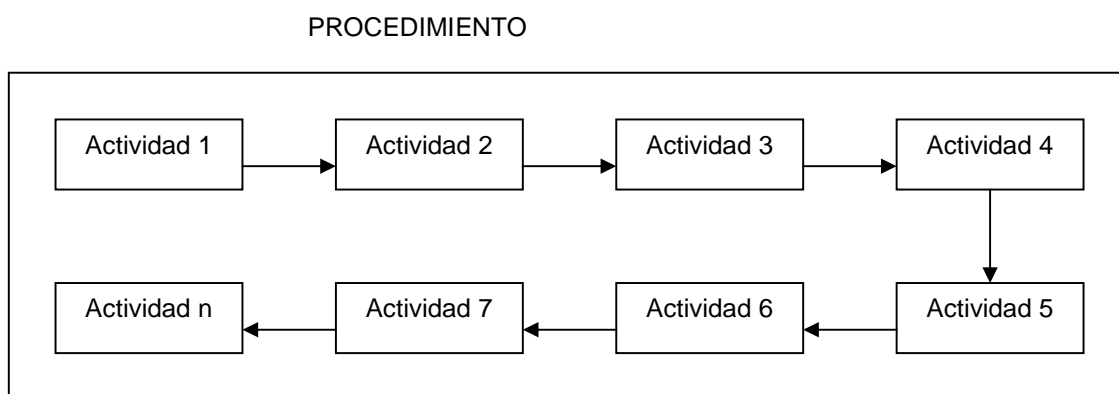 PROCEDIMIENTO
Actividad 1
Actividad 2
Actividad 3
Actividad 4
Actividad n
Actividad 7
Actividad 6
Actividad 5